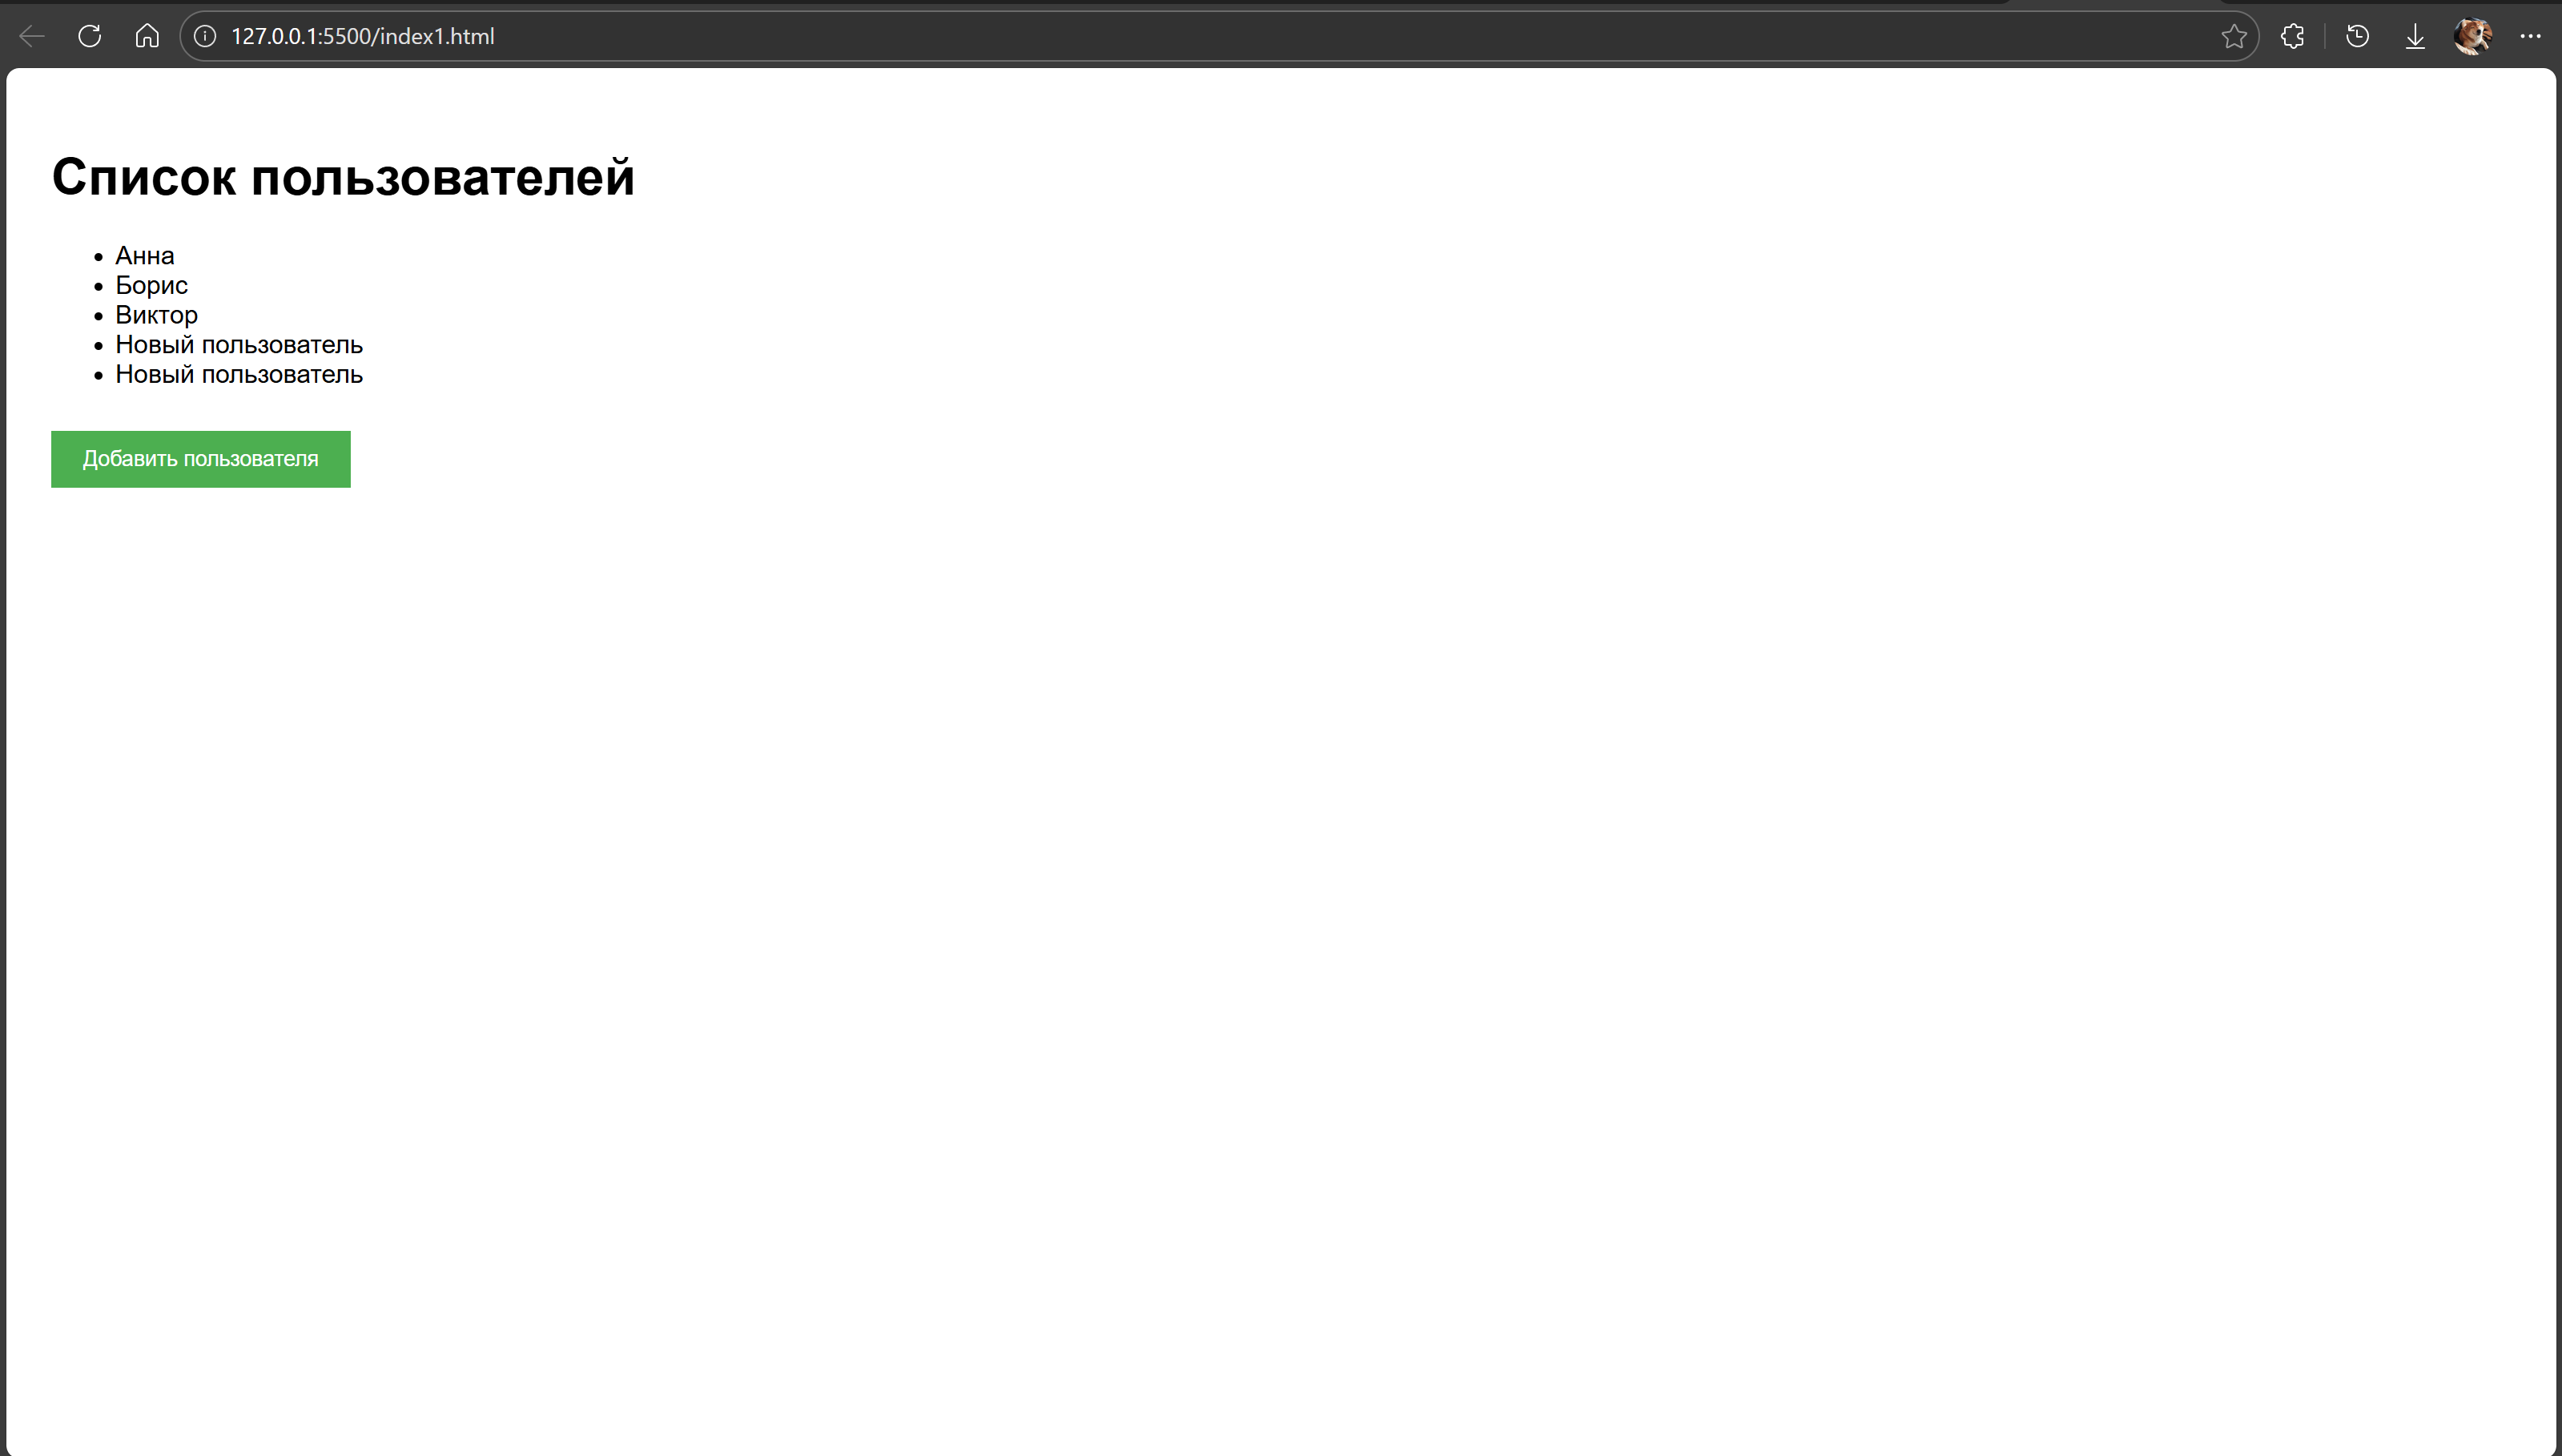 127.0.0.1:5500/index1.html
Список пользователей
Анна
Борис
Виктор
Новый пользователь
Новый пользователь
Добавить пользователя